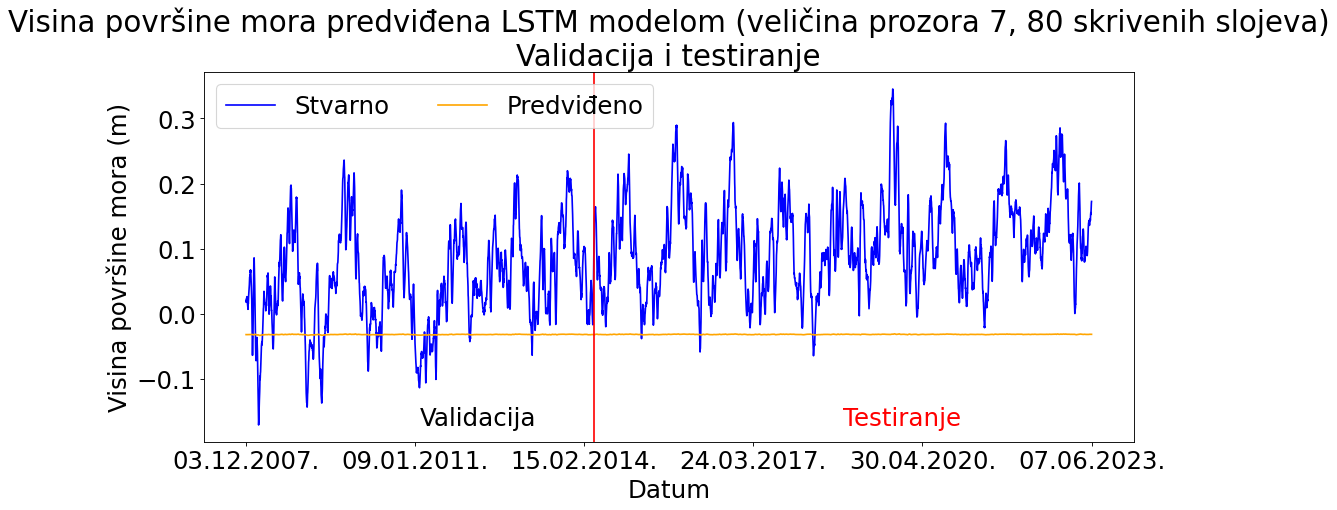 Visina površine mora predviđena LSTM modelom (veličina prozora 7, 80 skrivenih slojeva)
Validacija i testiranje
Stvarno
Predviđeno
Visina površine mora (m)
0.3
0.2
0.1
0.0
−0.1
Validacija
Testiranje
03.12.2007.
09.01.2011.
15.02.2014.
24.03.2017.
30.04.2020.
07.06.2023.
Datum